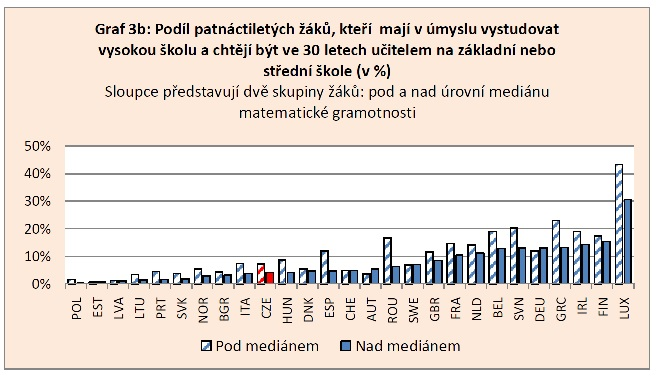 Graf 3b: Podíl patnáctiletých žáků, kteří mají v úmyslu vystudovat
vysokou školu a chtějí být ve 30 letech učitelem na základní nebo
střední škole (v %)
Sloupce představují dvě skupiny žáků: pod a nad úrovní mediánu
matematické gramotnosti
50%
40%
30%
20%
10%
0%
POL EST LVA LTU PRT SVK NOR BGR ITA CZE HUN DNK ESP CHE AUT ROU SWE GBR FRA NLD BEL SVN DEU GRC IRL FIN LUX
Pod mediánem Nad mediánem